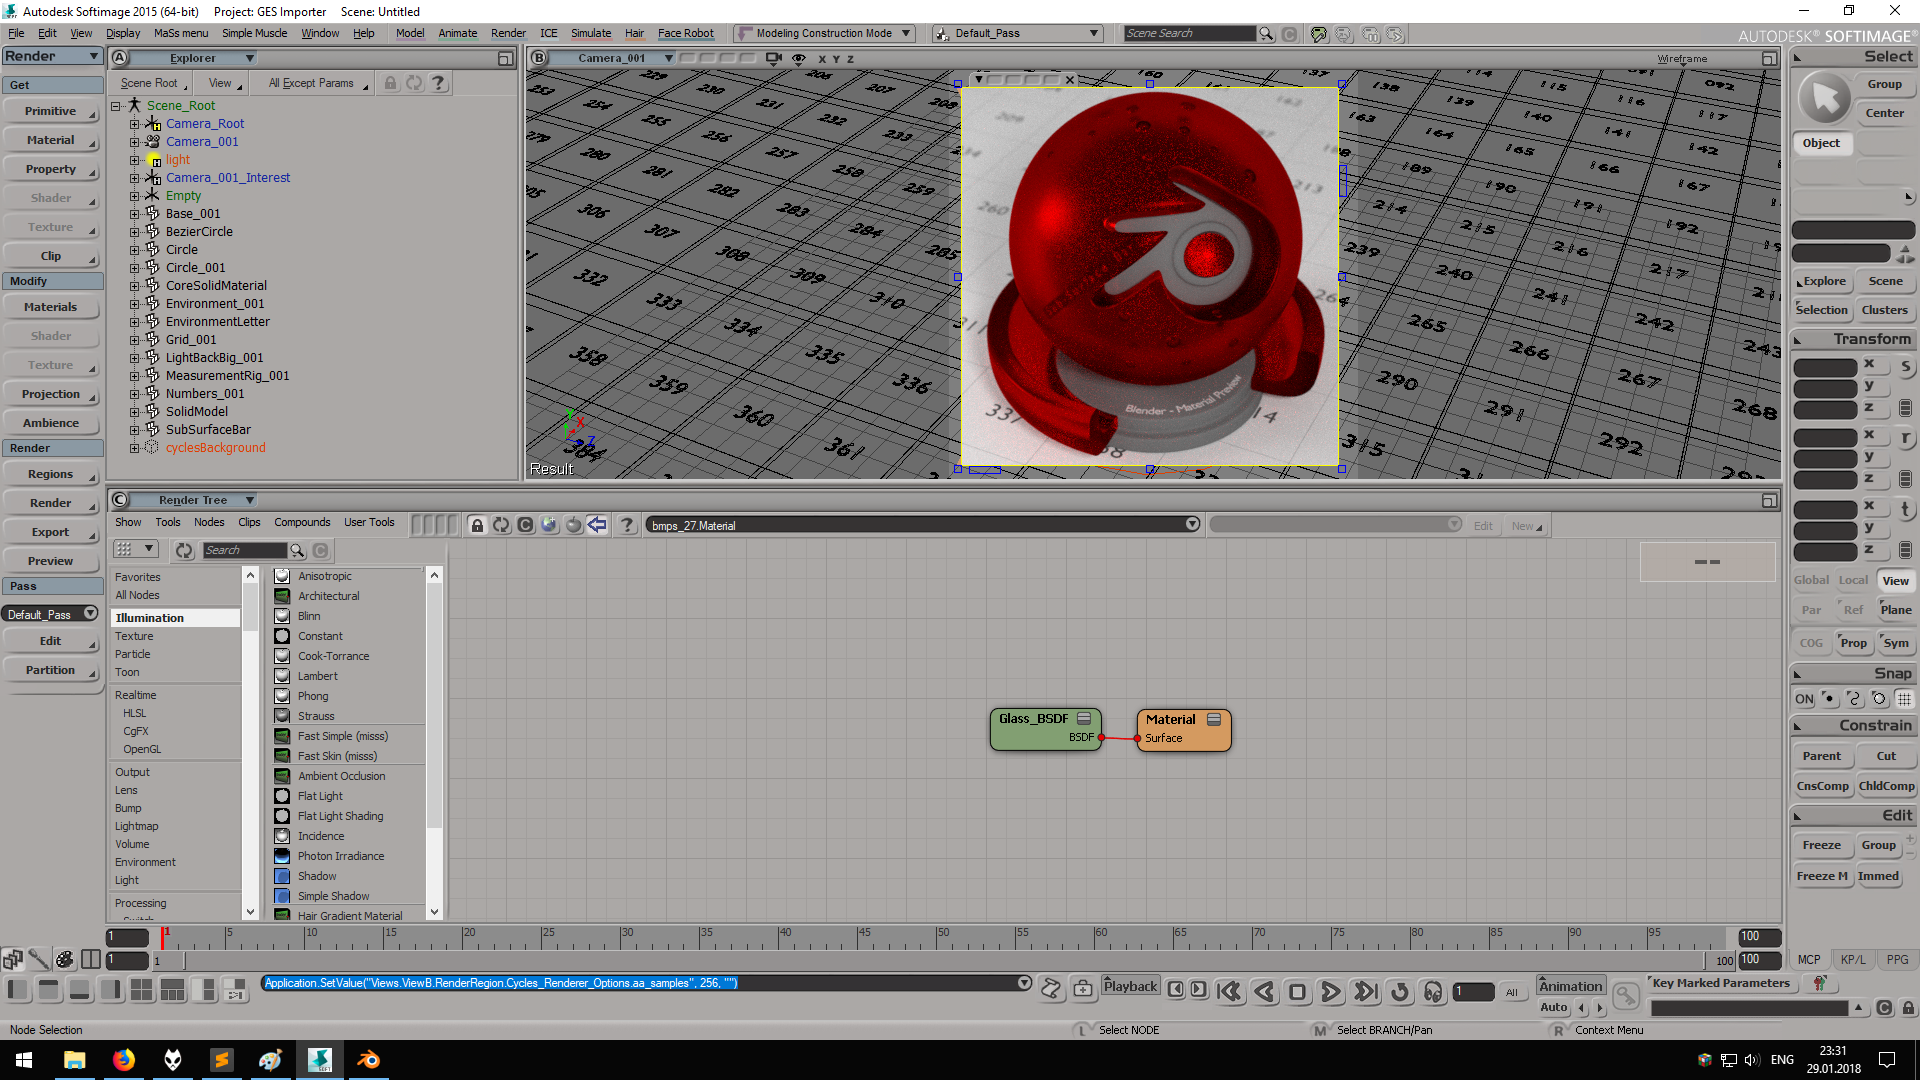 Autodesk Softimage 2015 (64-bit) Project: GES Importer Scene: Untitled
File Edit View Display MaSs menu Simple Muscle Window Help Model Animate Render ICE Simulate Hair Face Robot Modeling Construction Mode Default_Pass Scene Search AUTODESK® SOFTIMAGE®
Render
Get
Primitive
Material
Property
Shader
Texture
Clip
Modify
Materials
Shader
Texture
Projection
Ambience
Render
Regions
Render
Export
Preview
Pass
Default_Pass
Edit
Partition
A Explorer
Scene Root View All Except Params ?
Scene_Root
Camera_Root
Camera_001
light
Camera_001_Interest
Empty
Base_001
BezierCircle
Circle
Circle_001
CoreSolidMaterial
Environment_001
EnvironmentLetter
Grid_001
LightBackBig_001
MeasurementRig_001
Numbers_001
SolidModel
SubSurfaceBar
cyclesBackground
B Camera_001 X Y Z Wireframe
Blender - Material Preview
Result
C Render Tree
Show Tools Nodes Clips Compounds User Tools ? bmps_27.Material Edit New
Search
Favorites
All Nodes
Illumination
Texture
Particle
Toon
Realtime
HLSL
CgFX
OpenGL
Output
Lens
Bump
Lightmap
Volume
Environment
Light
Processing
Switch
Anisotropic
Architectural
Blinn
Constant
Cook-Torrance
Lambert
Phong
Strauss
Fast Simple (misss)
Fast Skin (misss)
Ambient Occlusion
Flat Light
Flat Light Shading
Incidence
Photon Irradiance
Shadow
Simple Shadow
Hair Gradient Material
Glass_BSDF
BSDF
Material
Surface
Select
Group
Center
Object
Explore Scene
Selection Clusters
Transform
x s
y
z
x r
y
z
x t
y
z
Global Local View
Par Ref Plane
COG Prop Sym
Snap
ON
Constrain
Parent Cut
CnsComp ChldComp
Edit
Freeze Group
Freeze M Immed
1 1 5 10 15 20 25 30 35 40 45 50 55 60 65 70 75 80 85 90 95 100
1 1 100 100 MCP KP/L PPG
Application.SetValue("Views.ViewB.RenderRegion.Cycles_Renderer_Options.aa_samples", 256, "") Playback 1 All Animation Key Marked Parameters
Auto
Node Selection L Select NODE M Select BRANCH/Pan R Context Menu
ENG 23:31
29.01.2018